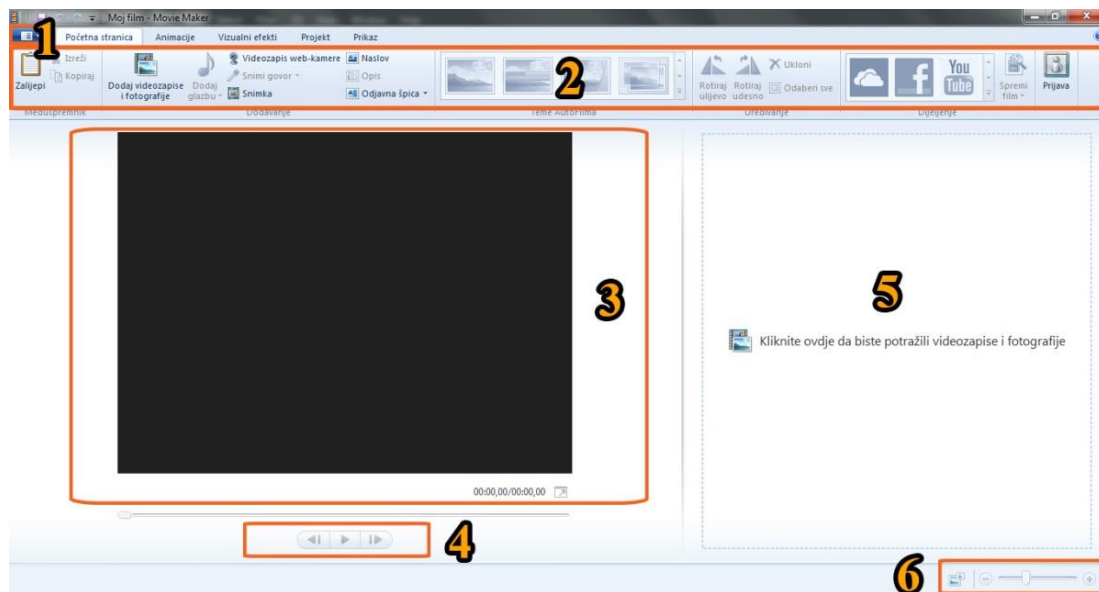 Moj film - Movie Maker
1
Početna stranica Animacije Vizualni efekti Projekt Prikaz
Zalijepi
Izreži
Kopiraj
Dodaj videozapise
i fotografije
Dodaj
glazbu
Videozapis web-kamere
Snimi govor
Snimka
Naslov
Opis
Odjavna špica
2
Rotiraj
ulijevo
Rotiraj
udesno
Ukloni
Odaberi sve
f
You
Tube
Spremi
film
Prijava
Međuspremnik Dodavanje Teme AutoFilma Uređivanje Dijeljenje
3
5
Kliknite ovdje da biste potražili videozapise i fotografije
00:00,00/00:00,00
4
6